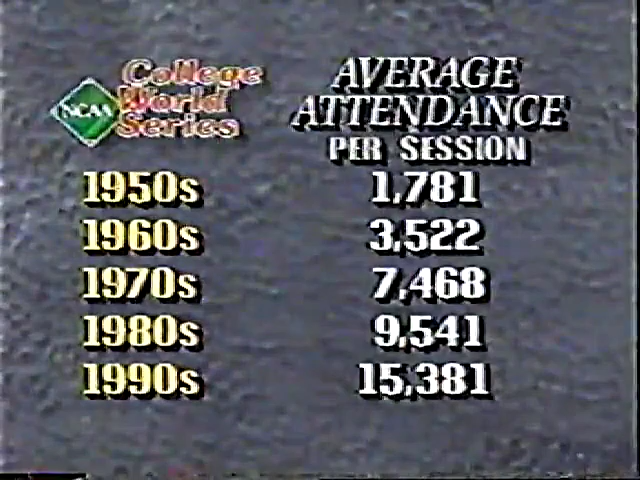 College
World
Series
NCAA
AVERAGE
ATTENDANCE
PER SESSION
1950s 1,781
1960s 3,522
1970s 7,468
1980s 9,541
1990s 15,381